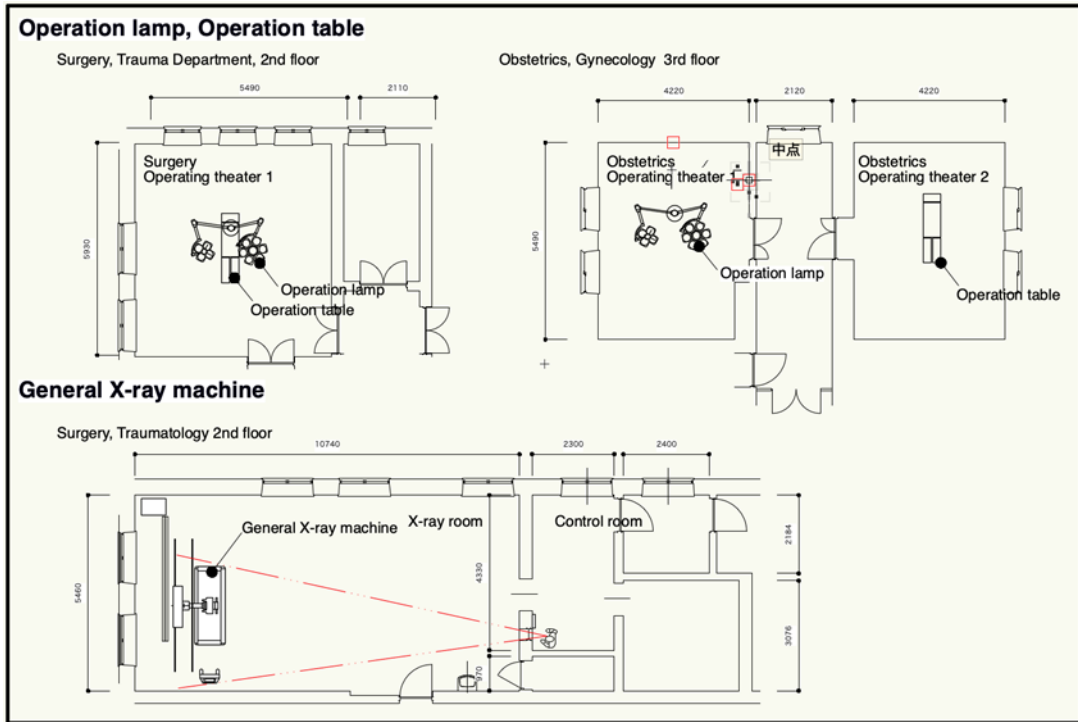 Operation lamp, Operation table
Surgery, Trauma Department, 2nd floor
Obstetrics, Gynecology  3rd floor
5490
2110
4220
2120
4220
5930
5490
Surgery
Operating theater 1
Obstetrics
Operating theater 1
中点
Obstetrics
Operating theater 2
Operation lamp
Operation table
Operation lamp
Operation table
General X-ray machine
Surgery, Traumatology 2nd floor
10740
2300
2400
General X-ray machine
X-ray room
Control room
5460
4330
970
2184
3076